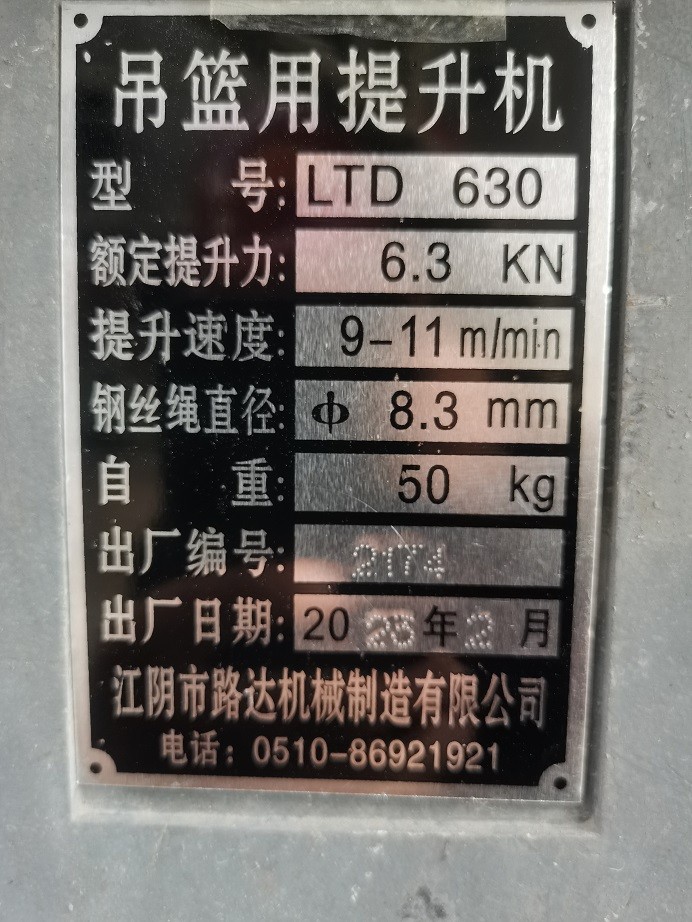 吊篮用提升机
型 号: LTD 630
额定提升力: 6.3 KN
提升速度: 9-11 m/min
钢丝绳直径: ф 8.3 mm
自 重: 50 kg
出厂编号: 2174
出厂日期: 20 25 年 2 月
江阴市路达机械制造有限公司
电话: 0510-86921921